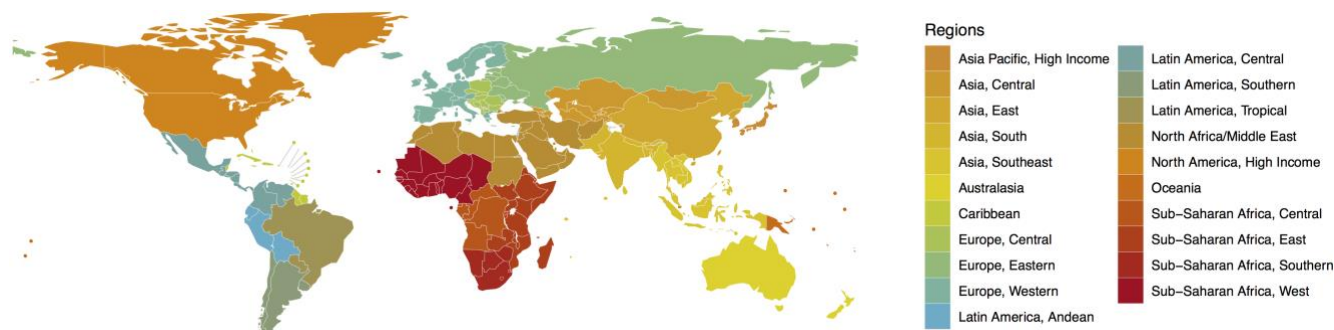 Regions
Asia Pacific, High Income
Asia, Central
Asia, East
Asia, South
Asia, Southeast
Australasia
Caribbean
Europe, Central
Europe, Eastern
Europe, Western
Latin America, Andean
Latin America, Central
Latin America, Southern
Latin America, Tropical
North Africa/Middle East
North America, High Income
Oceania
Sub-Saharan Africa, Central
Sub-Saharan Africa, East
Sub-Saharan Africa, Southern
Sub-Saharan Africa, West